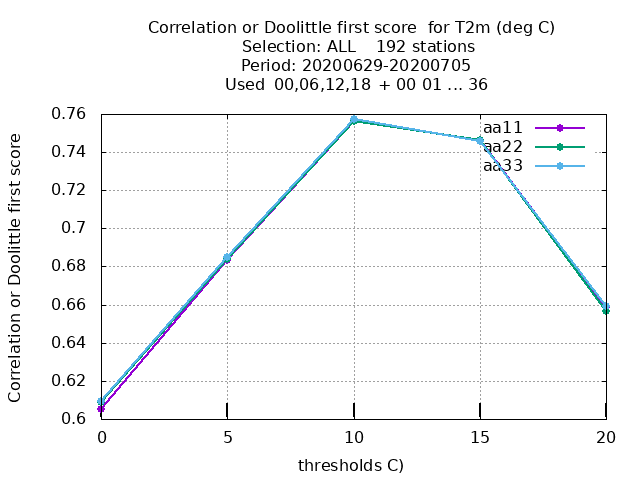 Correlation or Doolittle first score  for T2m (deg C)
Selection: ALL    192 stations
Period: 20200629-20200705
Used  00,06,12,18 + 00 01 ... 36
Correlation or Doolittle first score
0.76
0.74
0.72
0.7
0.68
0.66
0.64
0.62
0.6
aa11
aa22
aa33
0 5 10 15 20
thresholds C)